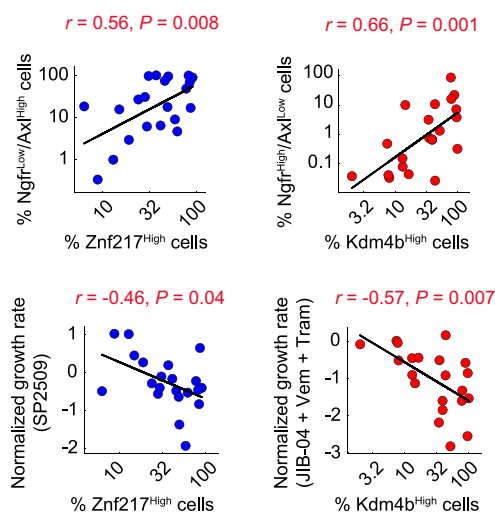 r = 0.56, P = 0.008
% NgfrLow/AxlHigh cells
100
10
1
10
32
100
% Znf217High cells
r = 0.66, P = 0.001
% NgfrHigh/AxlLow cells
100
10
1
0.1
3.2
10
32
100
% Kdm4bHigh cells
r = -0.46, P = 0.04
Normalized growth rate
(SP2509)
1
0
-1
-2
10
32
100
% Znf217High cells
r = -0.57, P = 0.007
Normalized growth rate
(JIB-04 + Vem + Tram)
0
-1
-2
-3
3.2
10
32
100
% Kdm4bHigh cells